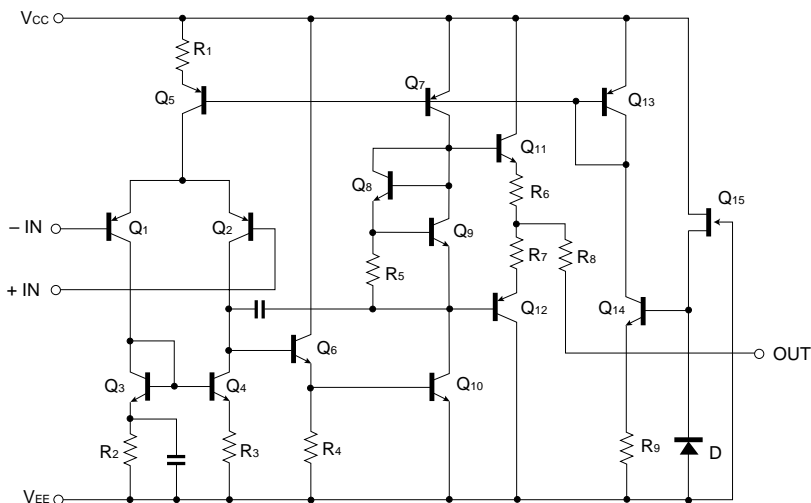 VCC
R1
Q5
Q7
Q13
Q11
Q8
R6
Q15
– IN
Q1
Q2
Q9
R7
R8
R5
+ IN
Q12
Q14
Q6
OUT
Q3
Q4
Q10
R2
R3
R4
R9
D
VEE